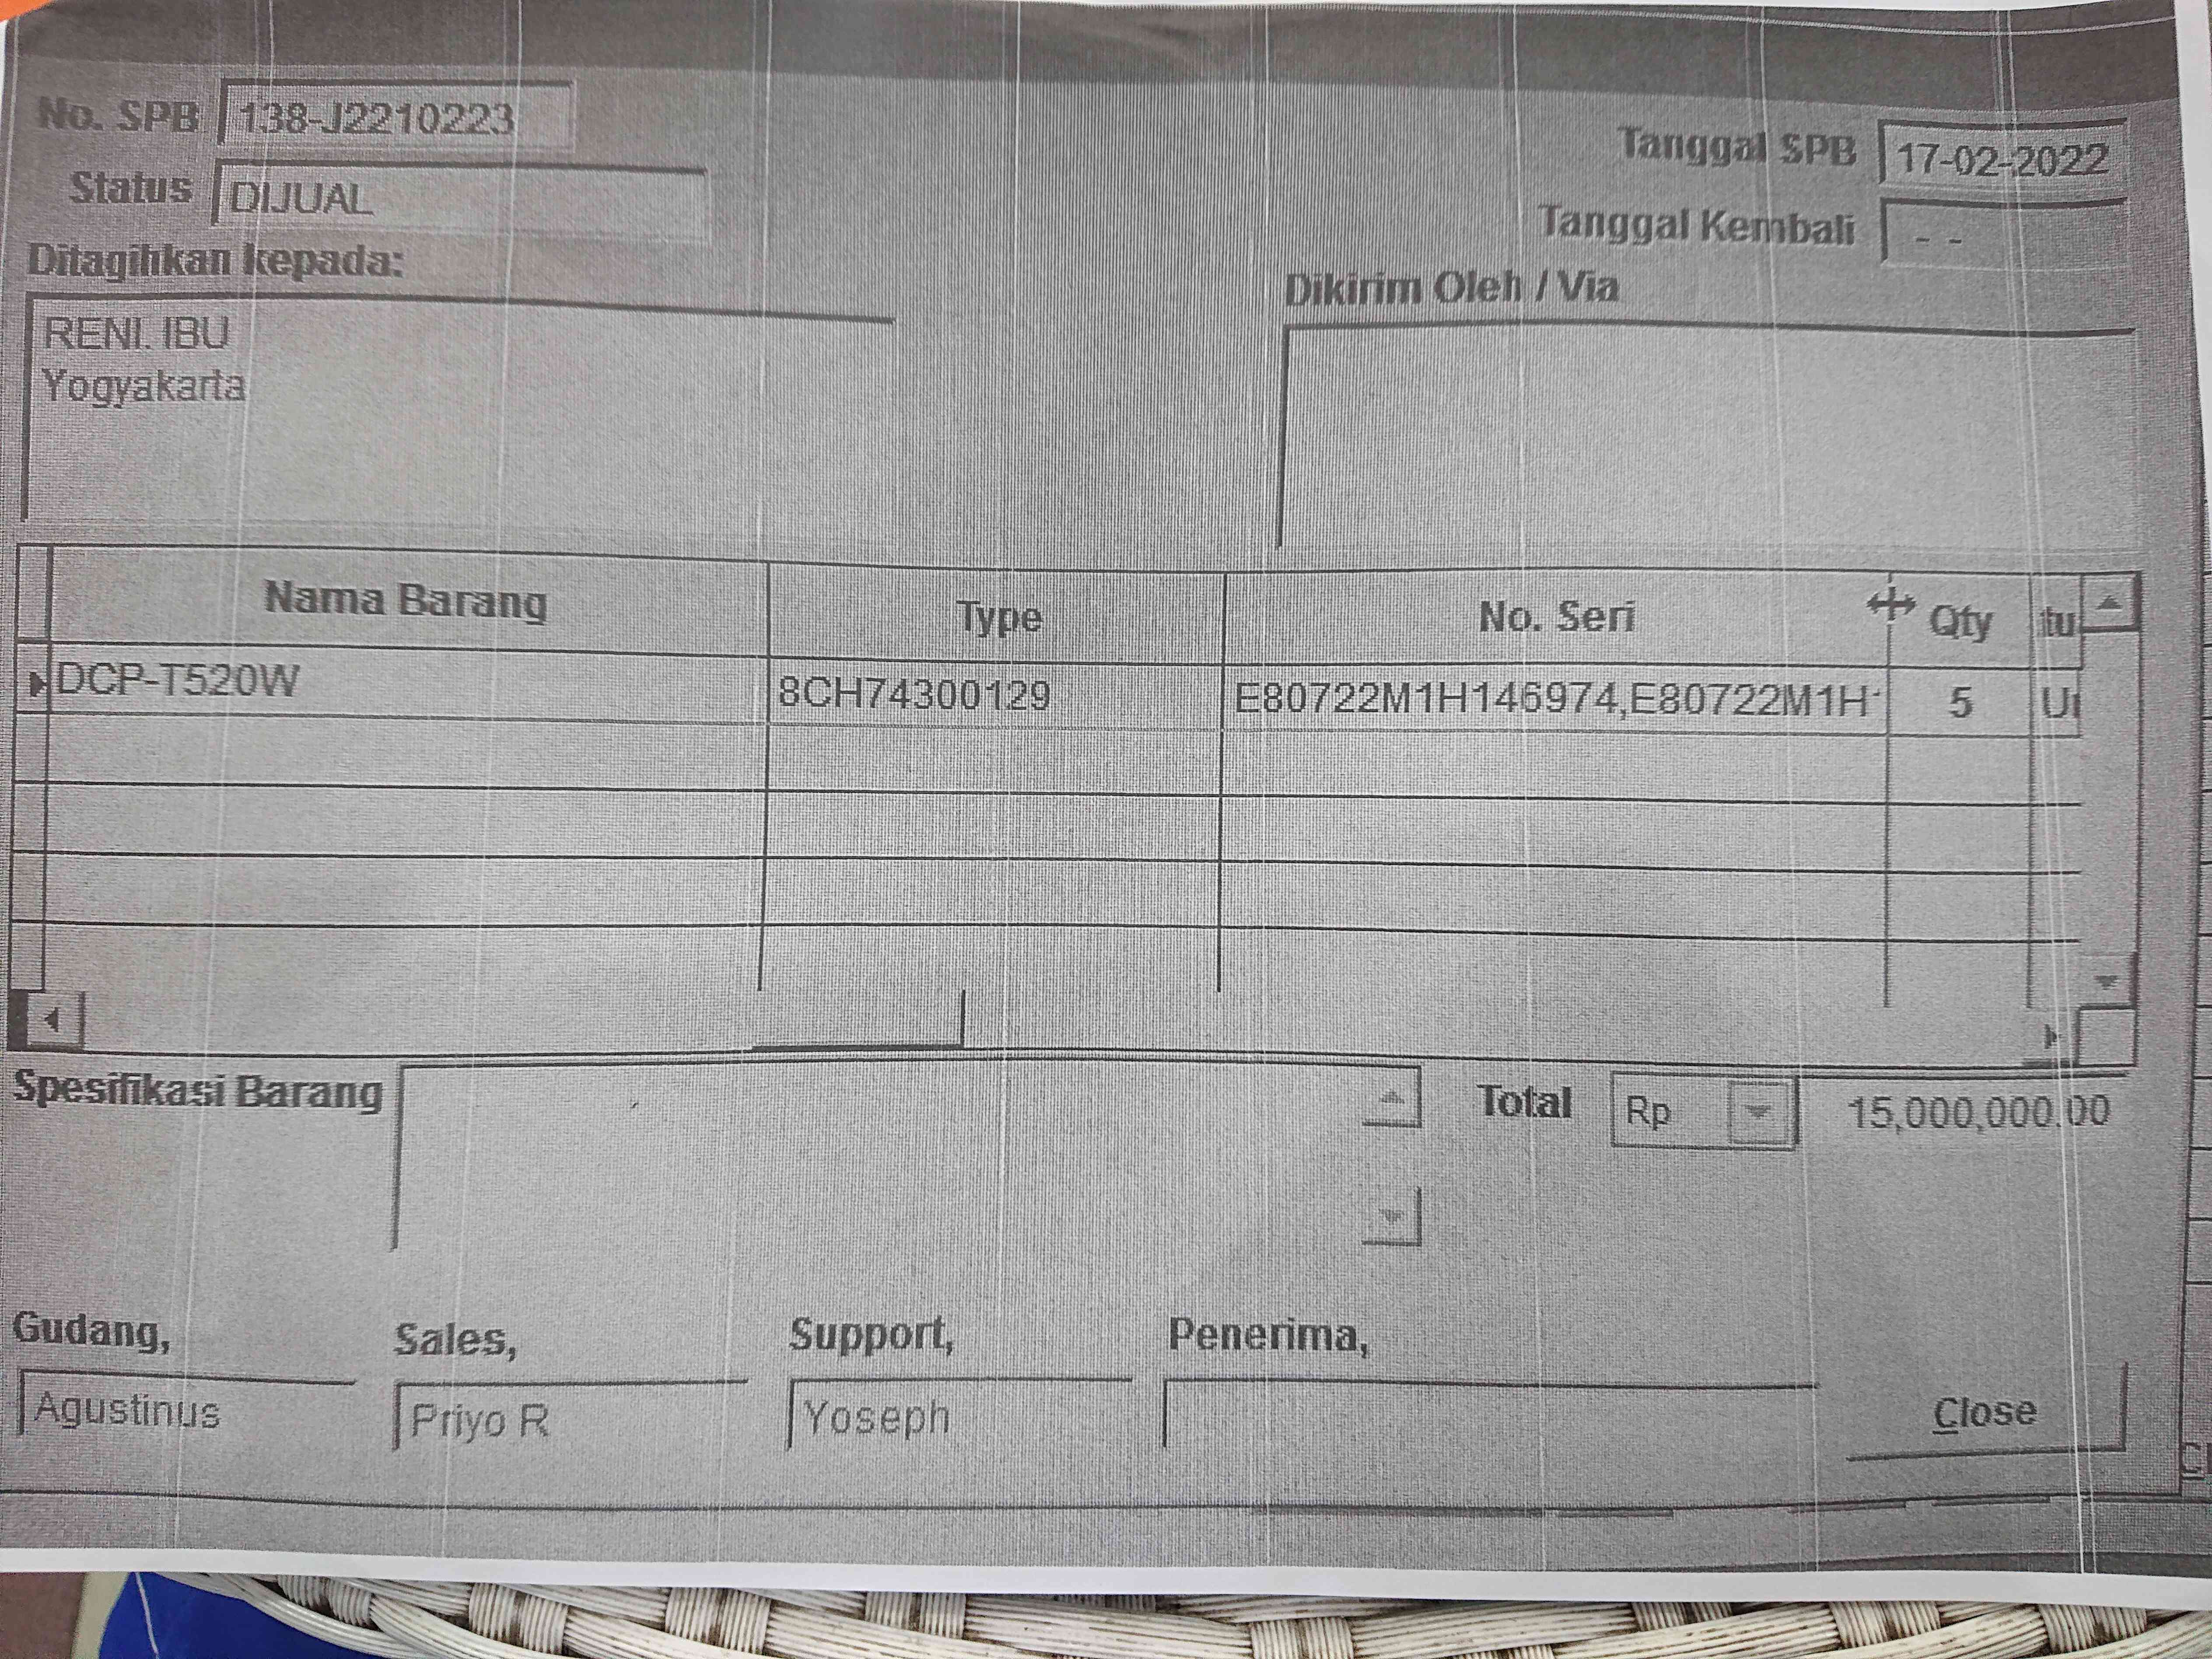 No. SPB 138-J2210223
Tanggal SPB 17-02-2022
Status DIJUAL
Tanggal Kembali - -
Ditagihkan kepada:
Dikirim Oleh / Via
RENI. IBU
Yogyakarta
Nama Barang Type No. Seri Qty tu
DCP-T520W 8CH74300129 E80722M1H146974,E80722M1H 5
Spesifikasi Barang
Total Rp 15,000,000.00
Gudang, Sales, Support, Penerima,
Agustinus Priyo R Yoseph
Close